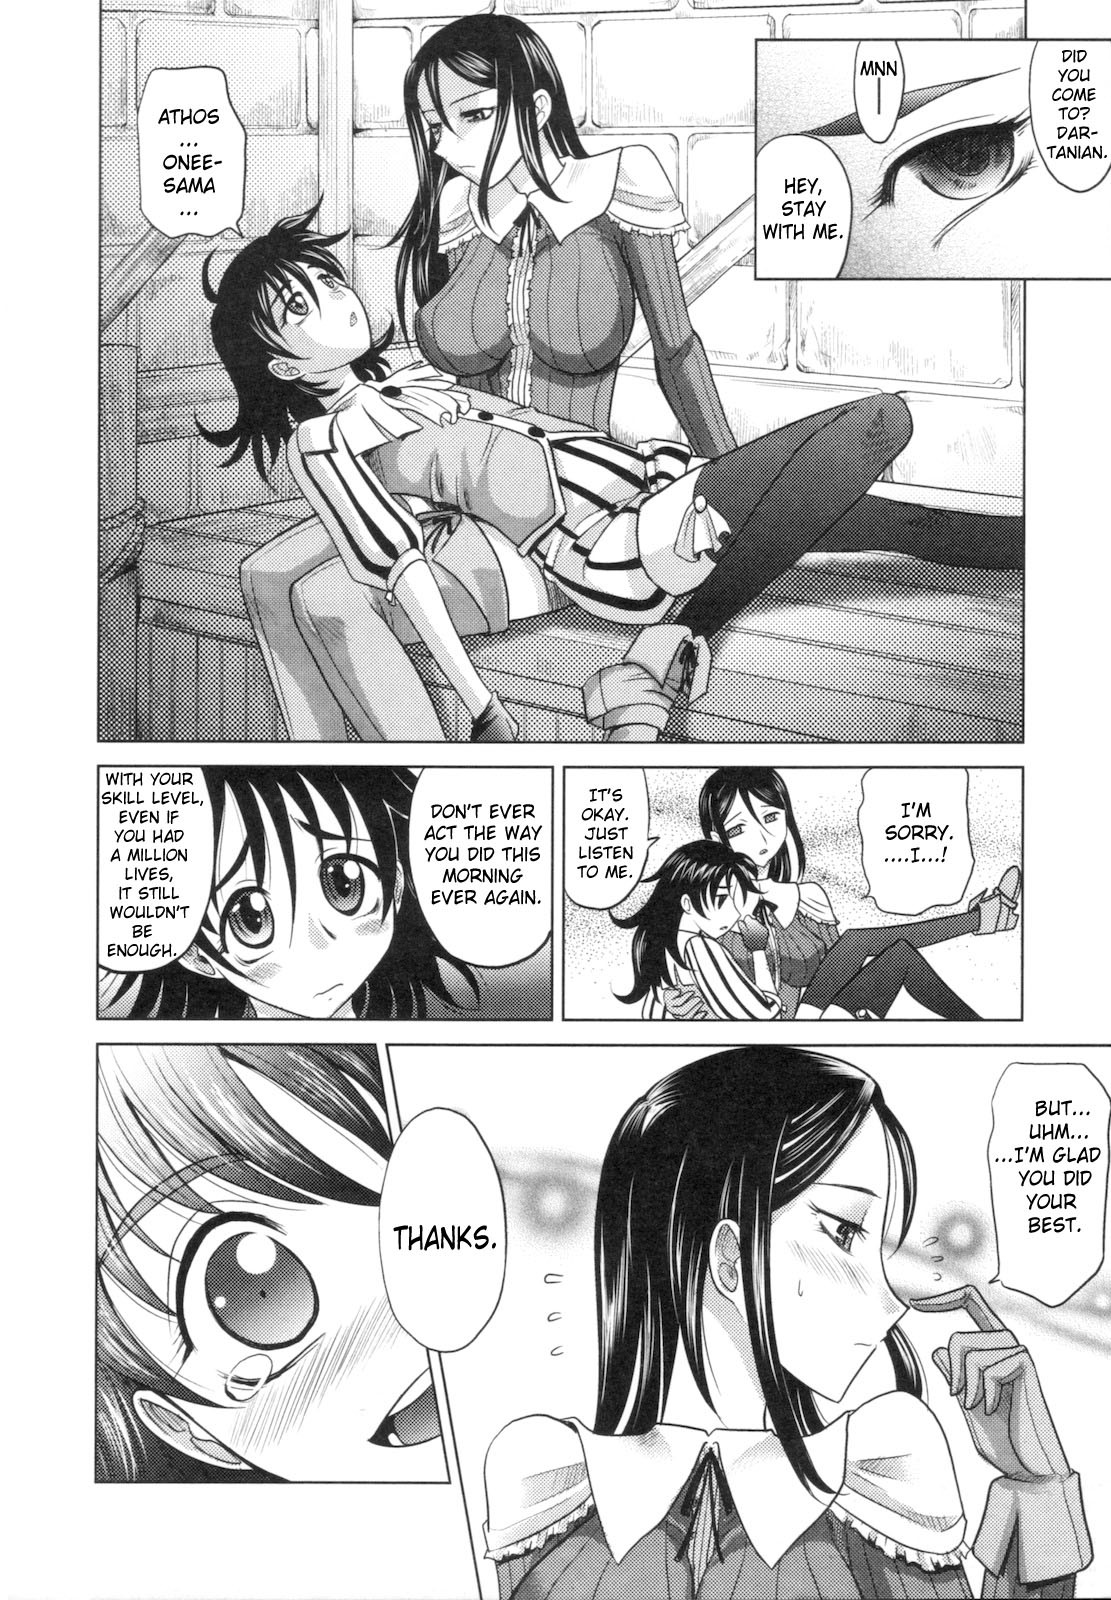 DID
YOU
COME
TO?
DAR-
TANIAN.
MNN
HEY,
STAY
WITH ME.
ATHOS
...
ONEE-
SAMA
...
I'M
SORRY.
....I...!
IT'S
OKAY.
JUST
LISTEN
TO ME.
DON'T EVER
ACT THE WAY
YOU DID THIS
MORNING
EVER AGAIN.
WITH YOUR
SKILL LEVEL,
EVEN IF
YOU HAD
A MILLION
LIVES,
IT STILL
WOULDN'T
BE
ENOUGH.
BUT...
UHM...
...I'M GLAD
YOU DID
YOUR
BEST.
THANKS.